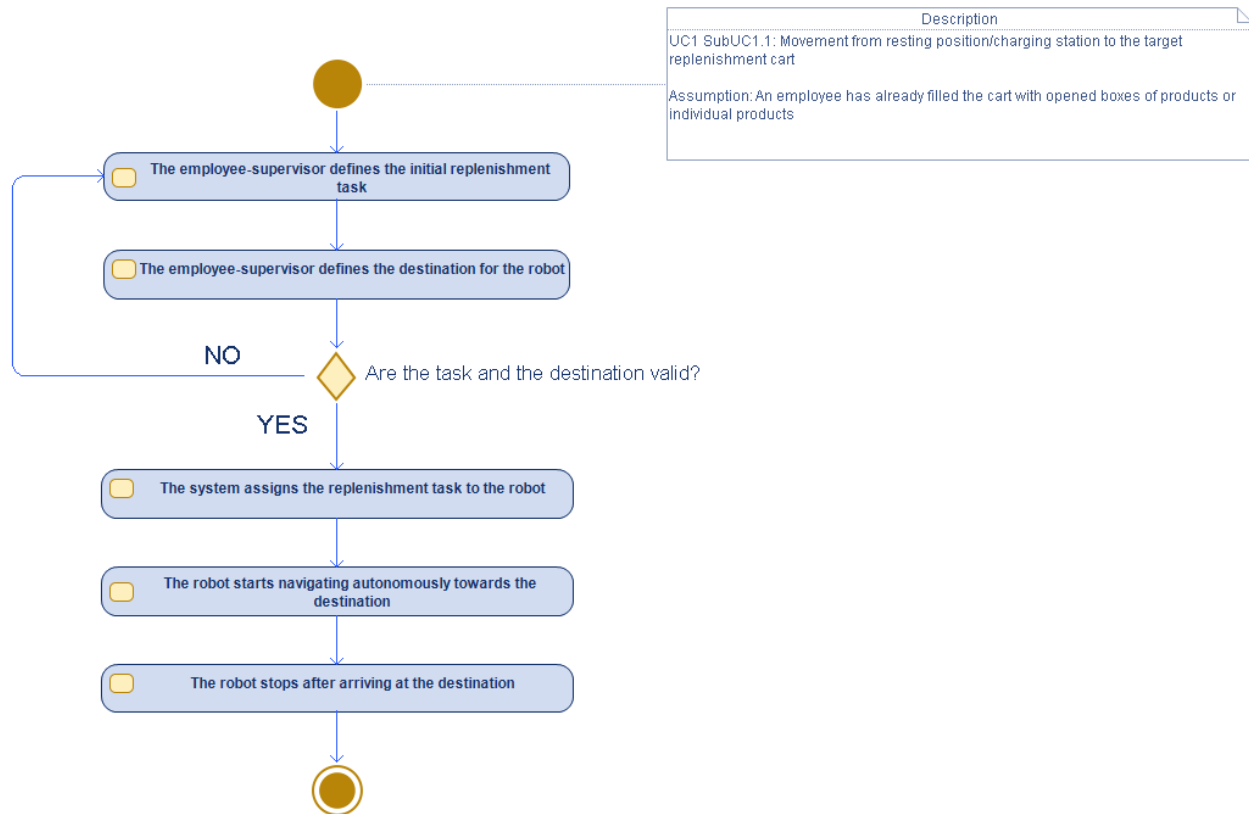 Description
UC1 SubUC1.1: Movement from resting position/charging station to the target
replenishment cart
Assumption: An employee has already filled the cart with opened boxes of products or
individual products
The employee-supervisor defines the initial replenishment
task
The employee-supervisor defines the destination for the robot
NO
Are the task and the destination valid?
YES
The system assigns the replenishment task to the robot
The robot starts navigating autonomously towards the
destination
The robot stops after arriving at the destination